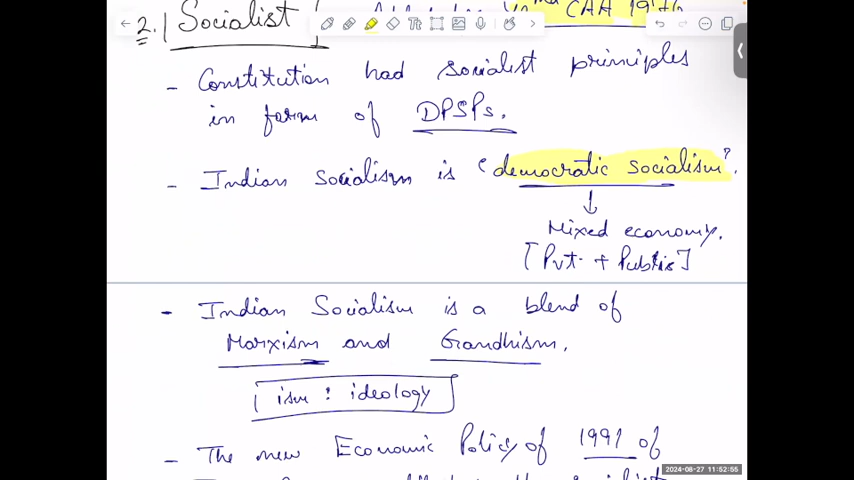 2. Socialist CAA 1976
- Constitution had socialist principles
in form of DPSPs.
- Indian Socialism is 'democratic socialism'.
↓
Mixed economy.
[Pvt. + Public]
- Indian Socialism is a blend of
Marxism and Gandhism.
ism : ideology
- The new Economic Policy of 1991 of
2024-08-27 11:52:55